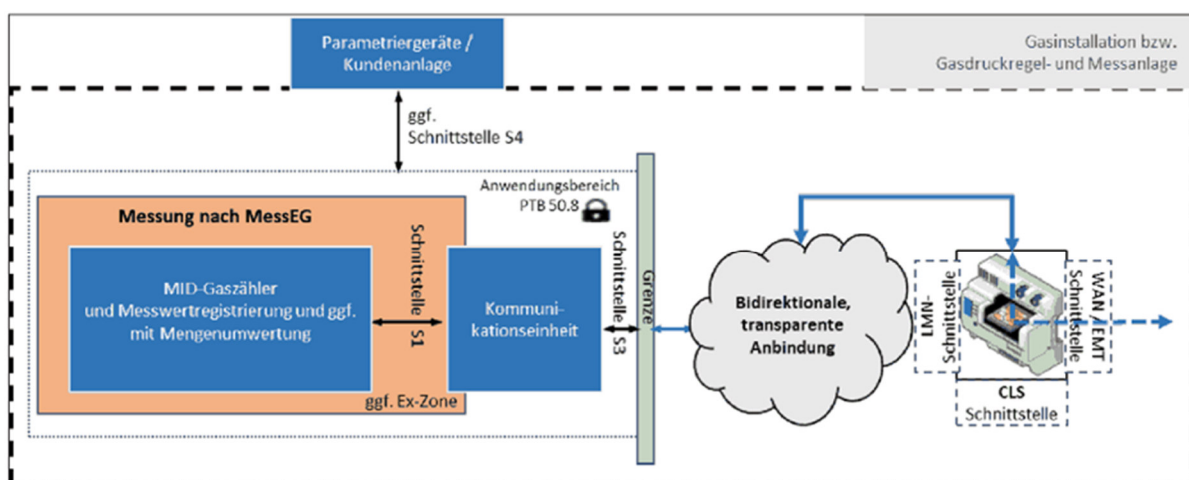 Parametriergeräte /
Kundenanlage
Gasinstallation bzw.
Gasdruckregel- und Messanlage
ggf.
Schnittstelle S4
Anwendungsbereich
PTB 50.8
Messung nach MessEG
MID-Gaszähler
und Messwertregistrierung und ggf.
mit Mengenumwertung
Schnittstelle
S1
Kommuni-
kationseinheit
ggf. Ex-Zone
Schnittstelle
S3
Grenze
Bidirektionale,
transparente
Anbindung
LMN-
Schnittstelle
WAN / EMT
Schnittstelle
CLS
Schnittstelle